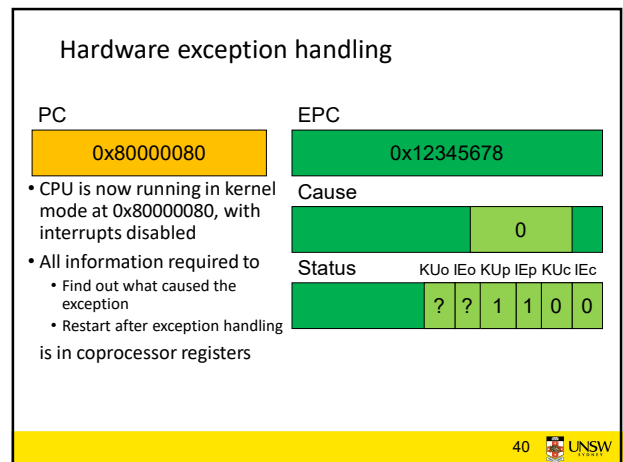 Hardware exception handling
PC
0x80000080
• CPU is now running in kernel
mode at 0x80000080, with
interrupts disabled
• All information required to
• Find out what caused the
exception
• Restart after exception handling
is in coprocessor registers
EPC
0x12345678
Cause
0
Status
KUo IEo KUp IEp KUc IEc
? ? 1 1 0 0
40
UNSW
SYDNEY